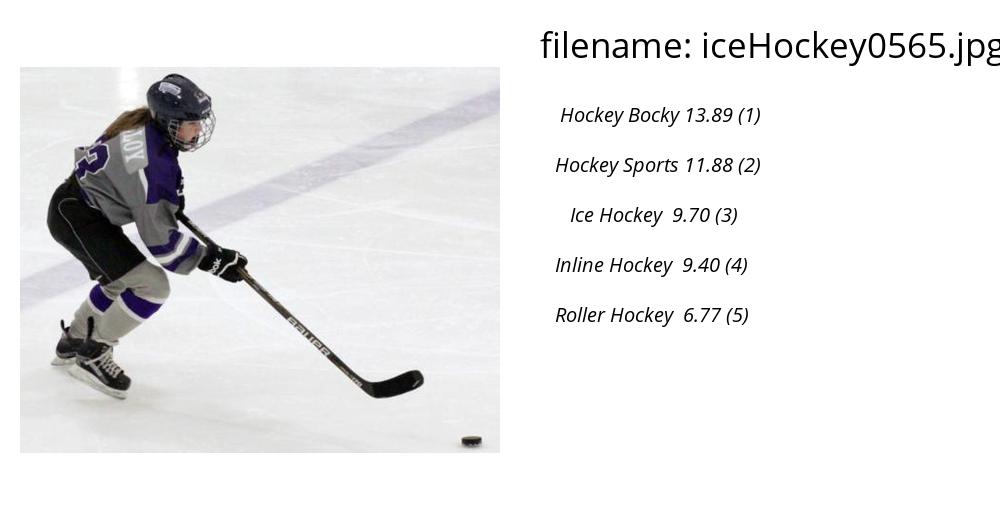 filename: iceHockey0565.jpg
Hockey Bocky 13.89 (1)
Hockey Sports 11.88 (2)
Ice Hockey 9.70 (3)
Inline Hockey 9.40 (4)
Roller Hockey 6.77 (5)
LOY
BAUER